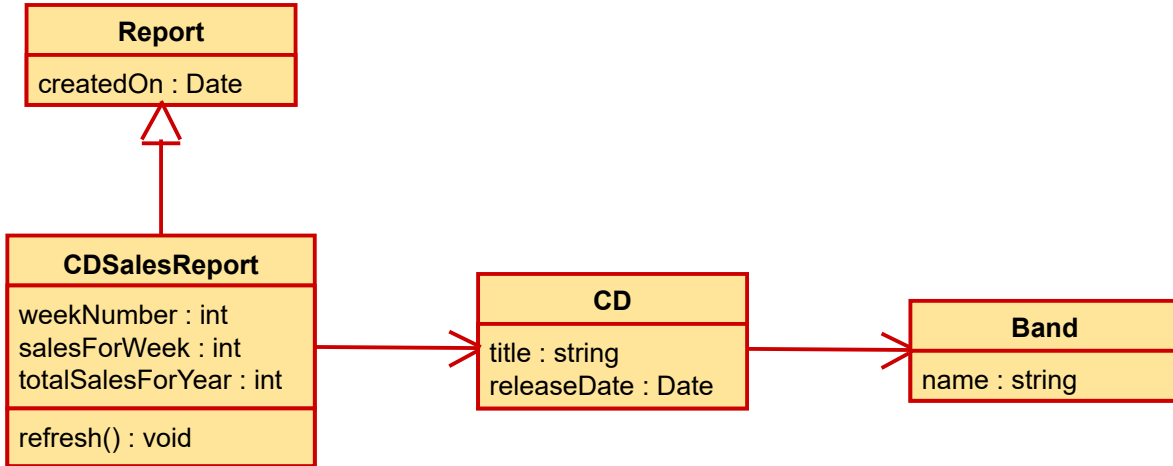 Report
createdOn : Date
CDSalesReport
weekNumber : int
salesForWeek : int
totalSalesForYear : int
refresh() : void
CD
title : string
releaseDate : Date
Band
name : string